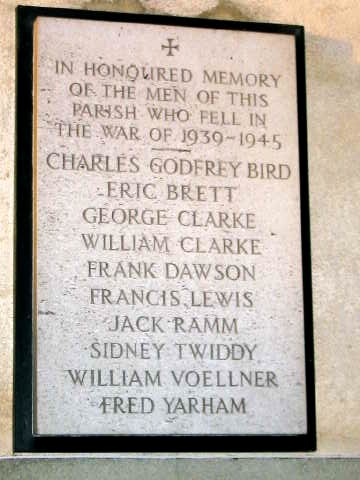 IN HONOURED MEMORY
OF THE MEN OF THIS
PARISH WHO FELL IN
THE WAR OF 1939-1945
CHARLES GODFREY BIRD
ERIC BRETT
GEORGE CLARKE
WILLIAM CLARKE
FRANK DAWSON
FRANCIS LEWIS
JACK RAMM
SIDNEY TWIDDY
WILLIAM VOELLNER
FRED YARHAM